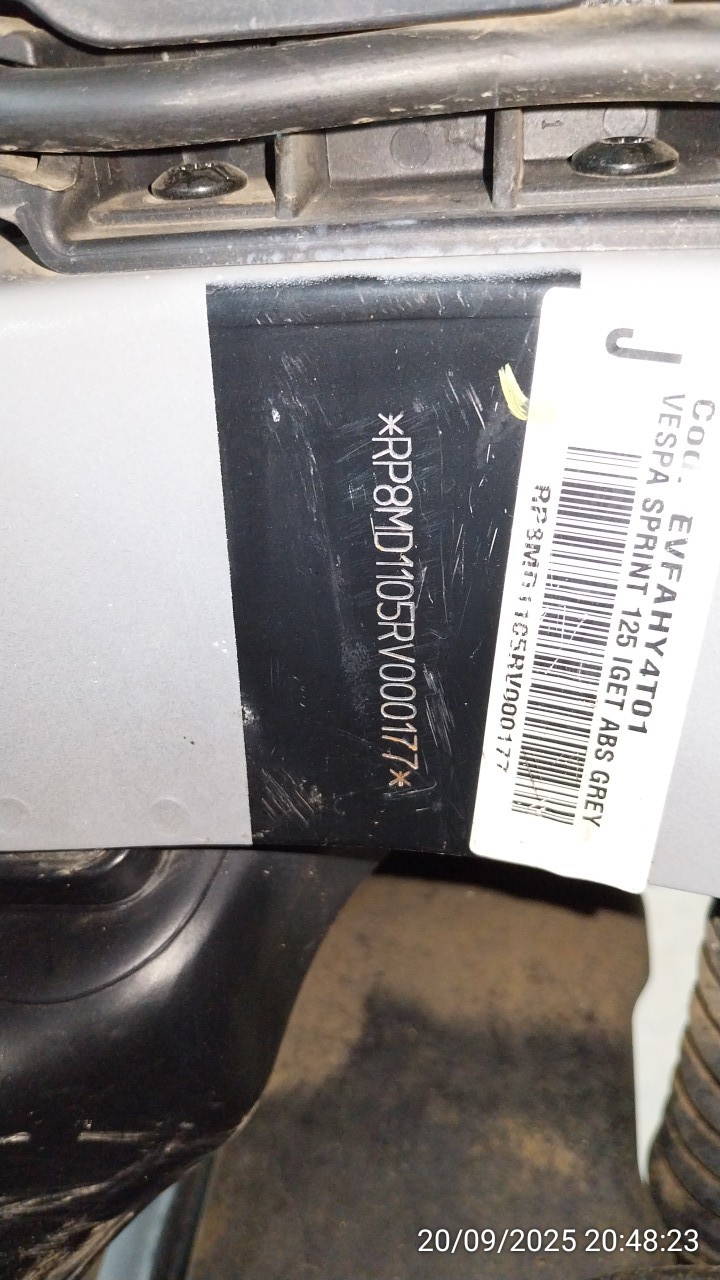 *RP8MD1105RV000177*
J
Cod. EVFAHY4T01
VESPA SPRINT 125 IGET ABS GREY
RP8MD1105RV000177
20/09/2025 20:48:23